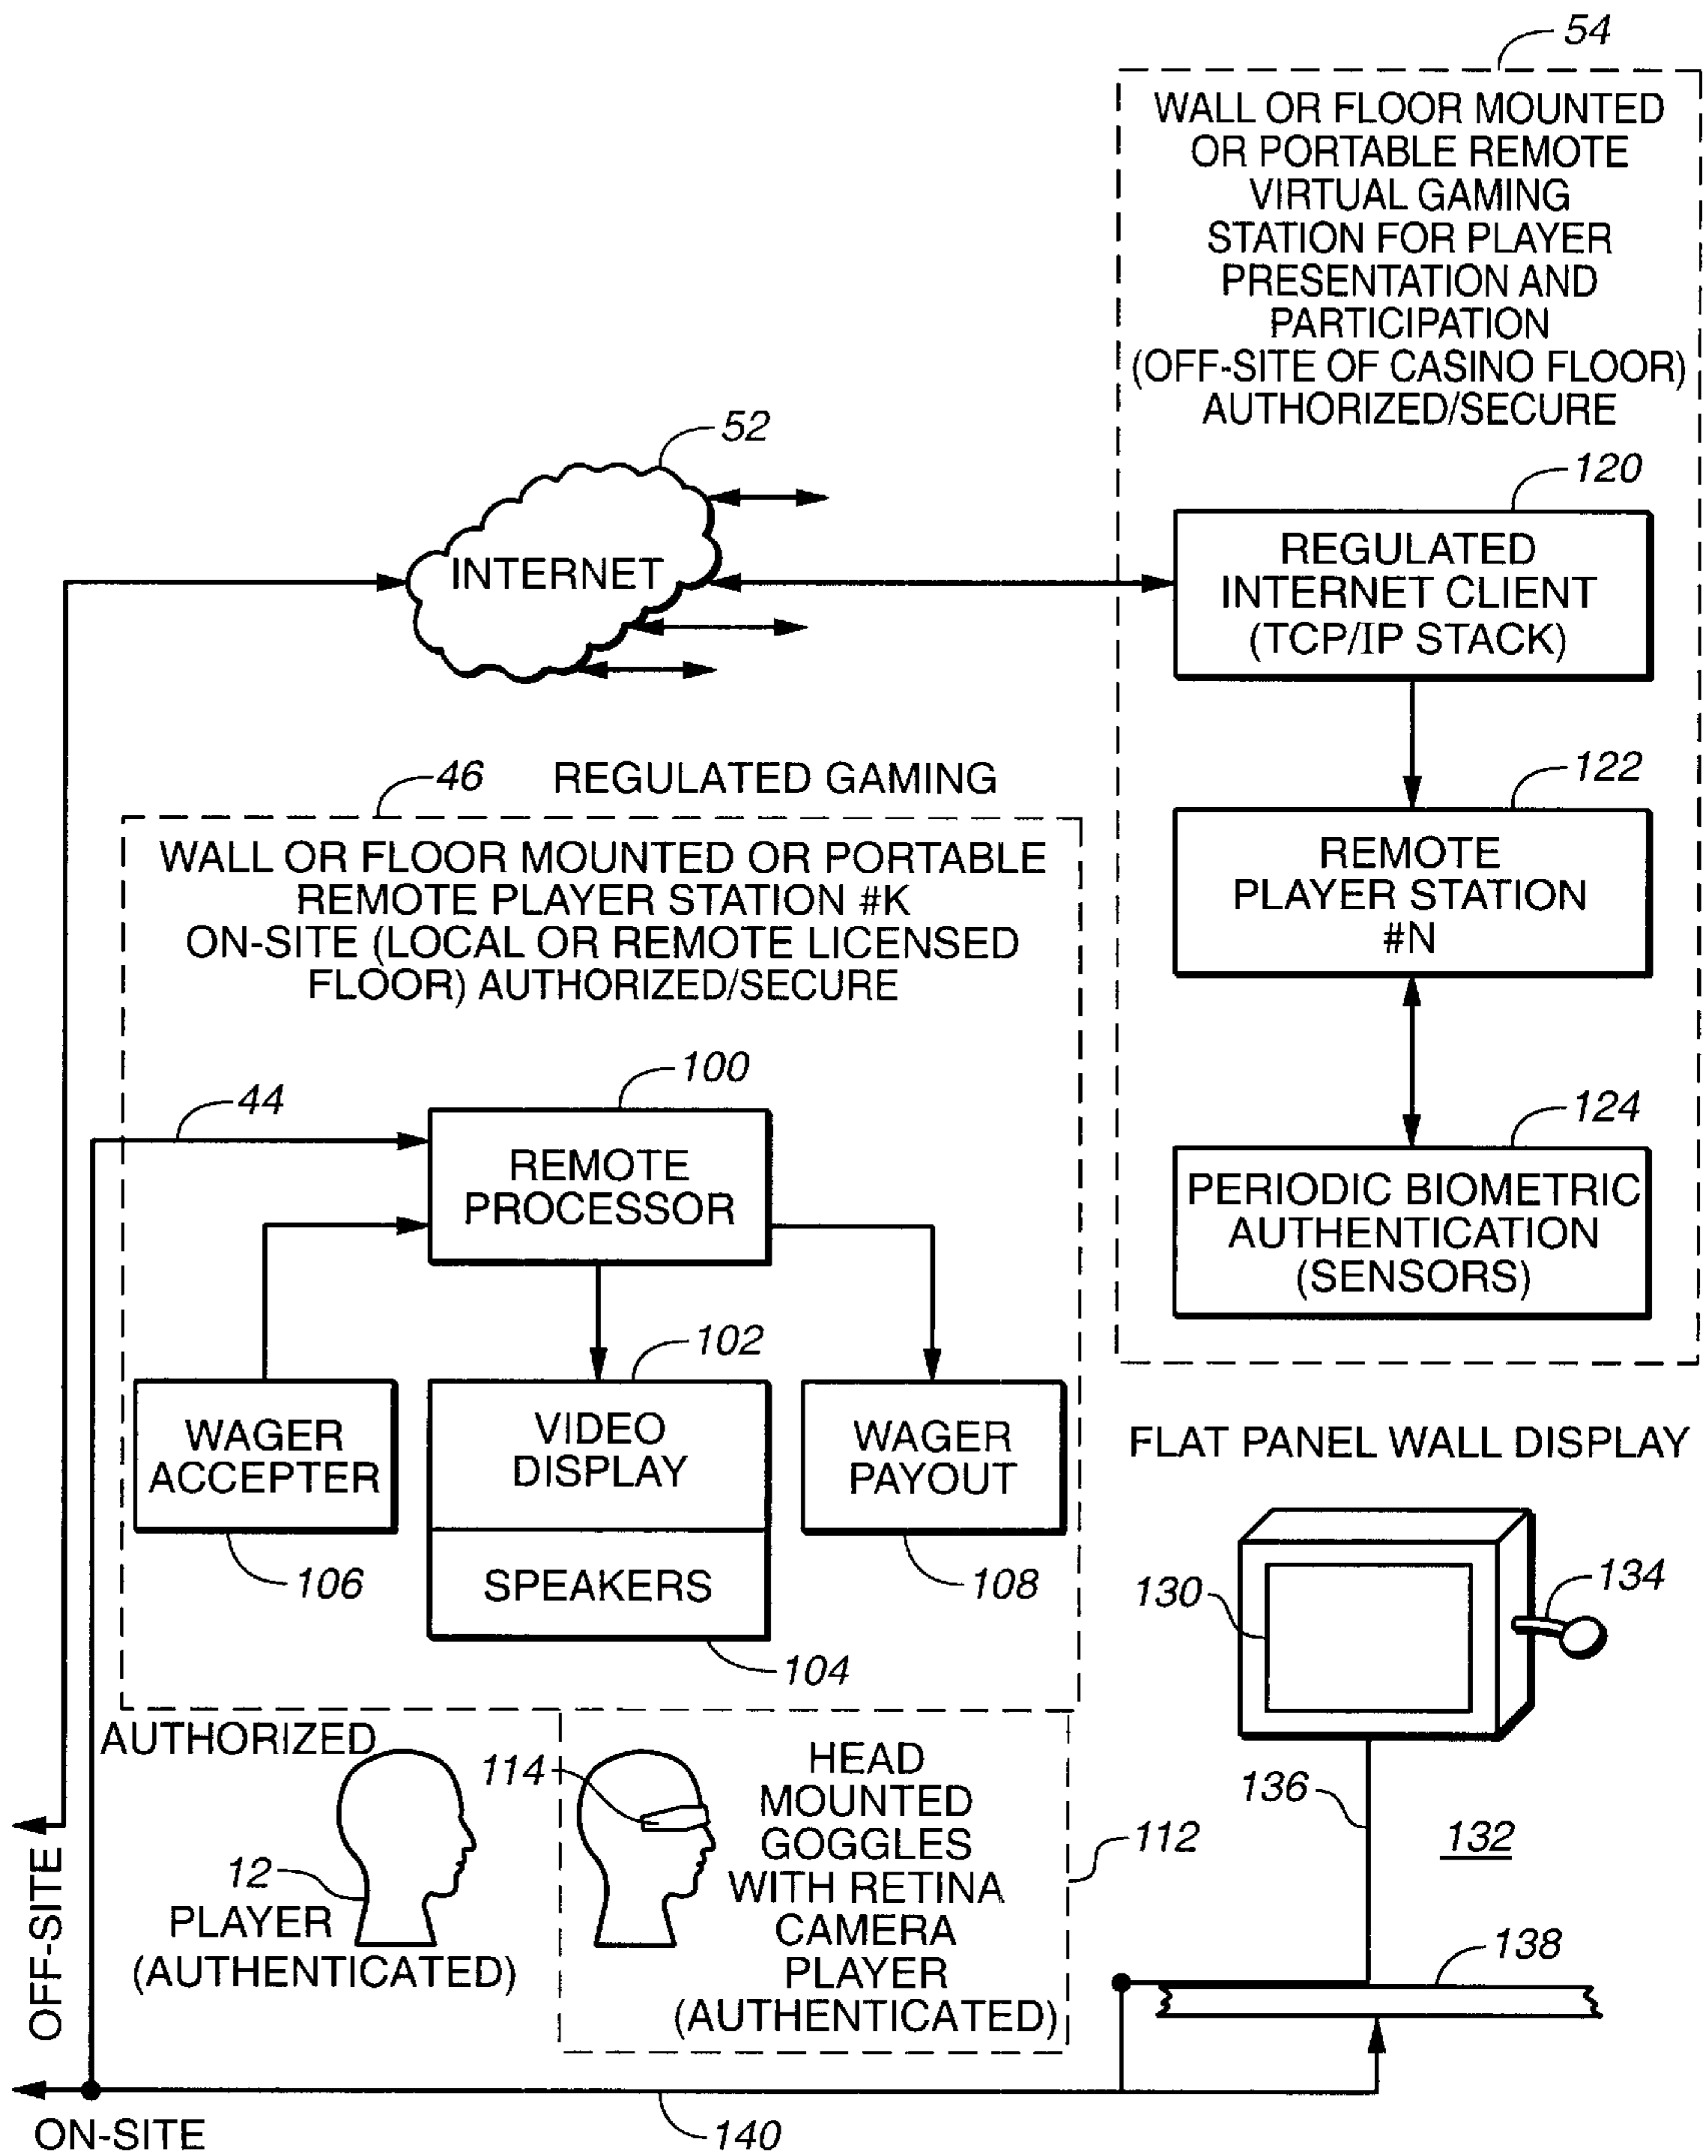 54
WALL OR FLOOR MOUNTED
OR PORTABLE REMOTE
VIRTUAL GAMING
STATION FOR PLAYER
PRESENTATION AND
PARTICIPATION
(OFF-SITE OF CASINO FLOOR)
AUTHORIZED/SECURE
52
INTERNET
120
REGULATED
INTERNET CLIENT
(TCP/IP STACK)
122
REMOTE
PLAYER STATION
#N
124
PERIODIC BIOMETRIC
AUTHENTICATION
(SENSORS)
REGULATED GAMING
46
WALL OR FLOOR MOUNTED OR PORTABLE
REMOTE PLAYER STATION #K
ON-SITE (LOCAL OR REMOTE LICENSED
FLOOR) AUTHORIZED/SECURE
44
100
REMOTE
PROCESSOR
102
WAGER
ACCEPTER
106
VIDEO
DISPLAY
SPEAKERS
104
WAGER
PAYOUT
108
FLAT PANEL WALL DISPLAY
130
134
136
132
138
AUTHORIZED
12
PLAYER
(AUTHENTICATED)
114
HEAD
MOUNTED
GOGGLES
WITH RETINA
CAMERA
PLAYER
(AUTHENTICATED)
112
OFF-SITE
ON-SITE
140